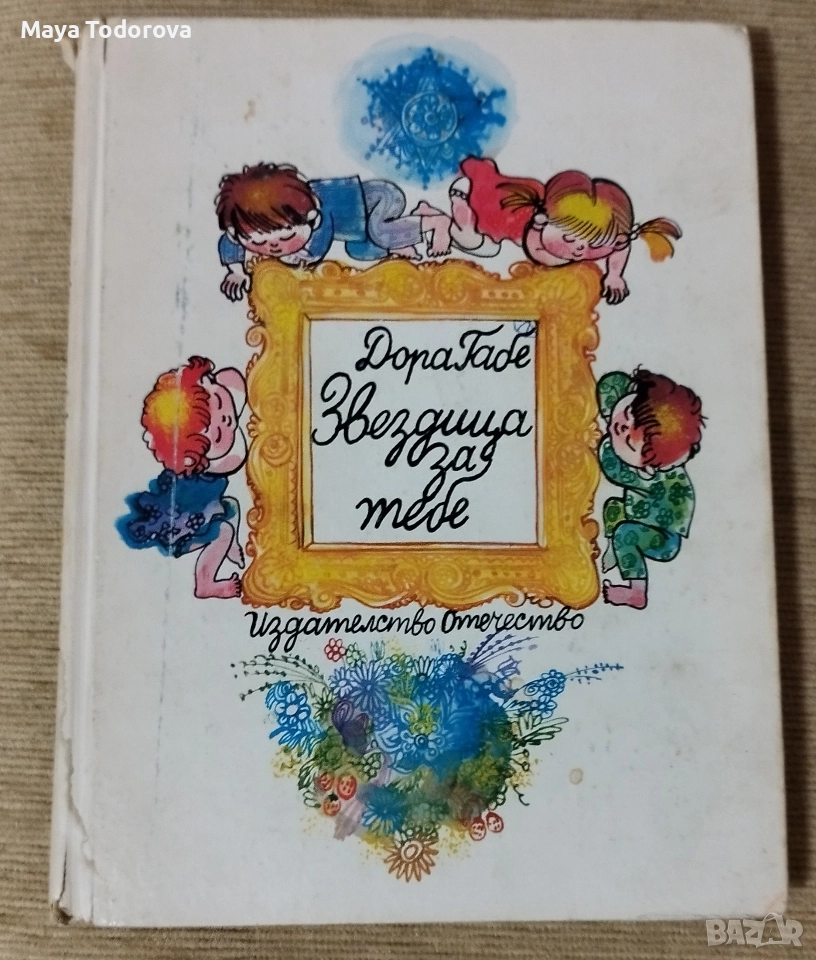 Maya Todorova
Дора Габе
Звездица
за
тебе
Издателство Отечество
BAZAR